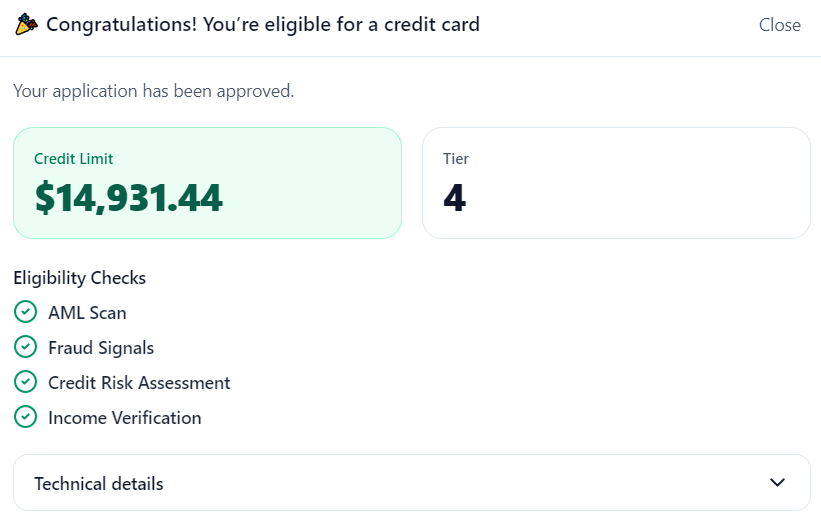 Congratulations! You’re eligible for a credit card
Close
Your application has been approved.
Credit Limit
$14,931.44
Tier
4
Eligibility Checks
AML Scan
Fraud Signals
Credit Risk Assessment
Income Verification
Technical details